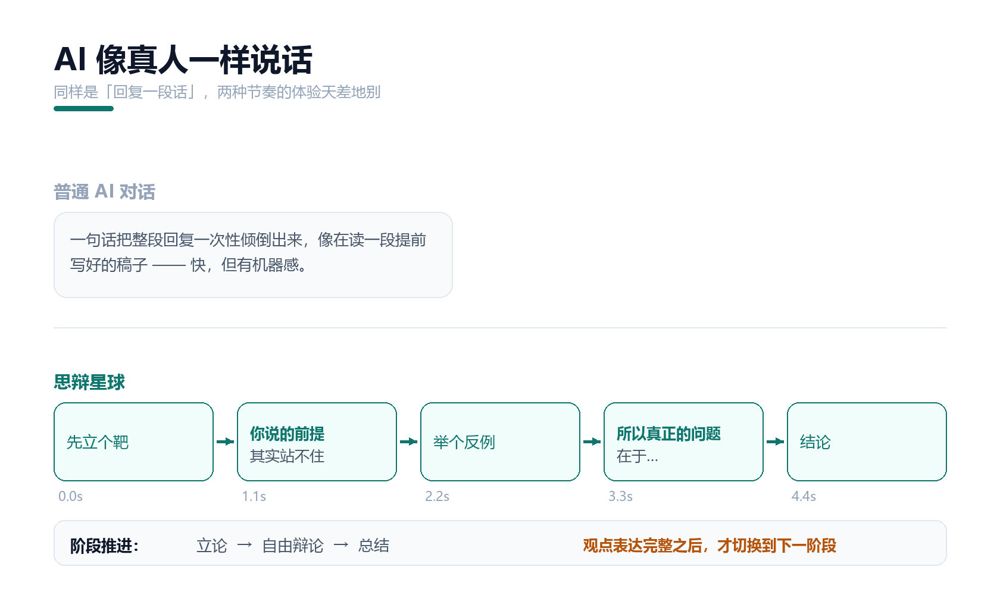 AI 像真人一样说话
同样是「回复一段话」，两种节奏的体验天差地别
普通 AI 对话
一句话把整段回复一次性倾倒出来，像在读一段提前
写好的稿子 —— 快，但有机器感。
思辩星球
先立个靶
你说的前提
其实站不住
举个反例
所以真正的问题
在于...
结论
0.0s
1.1s
2.2s
3.3s
4.4s
阶段推进： 立论 → 自由辩论 → 总结 观点表达完整之后，才切换到下一阶段